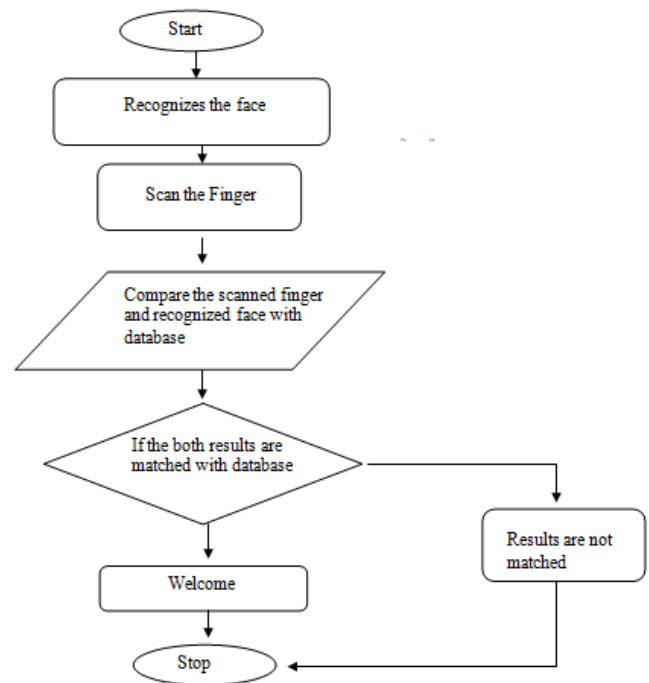 Start
Recognizes the face
Scan the Finger
Compare the scanned finger
and recognized face with
database
If the both results are
matched with database
Results are not
matched
Welcome
Stop